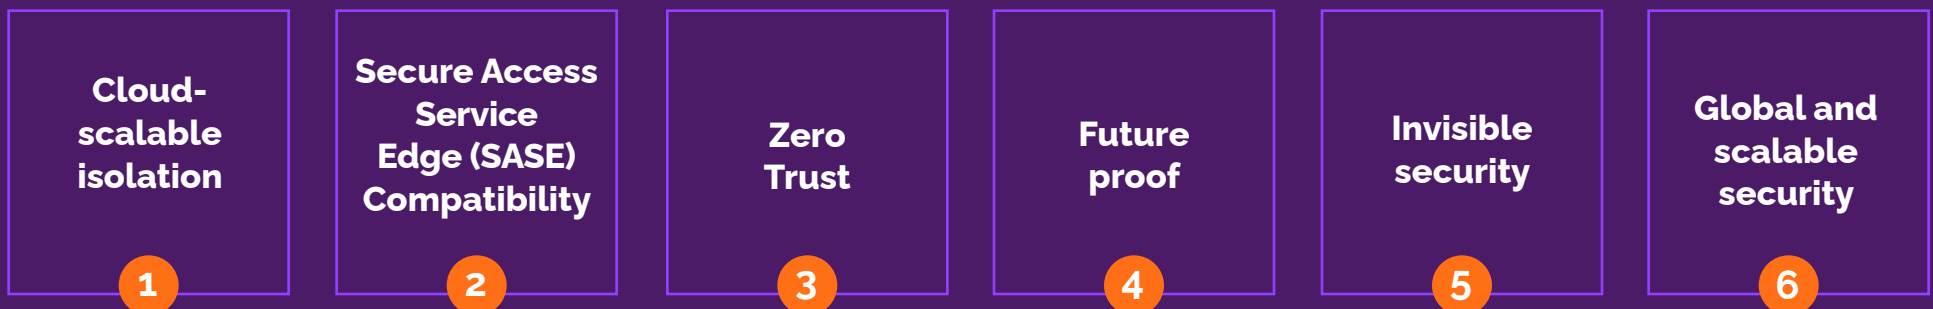 Cloud-
scalable
isolation
1
Secure Access
Service
Edge (SASE)
Compatibility
2
Zero
Trust
3
Future
proof
4
Invisible
security
5
Global and
scalable
security
6